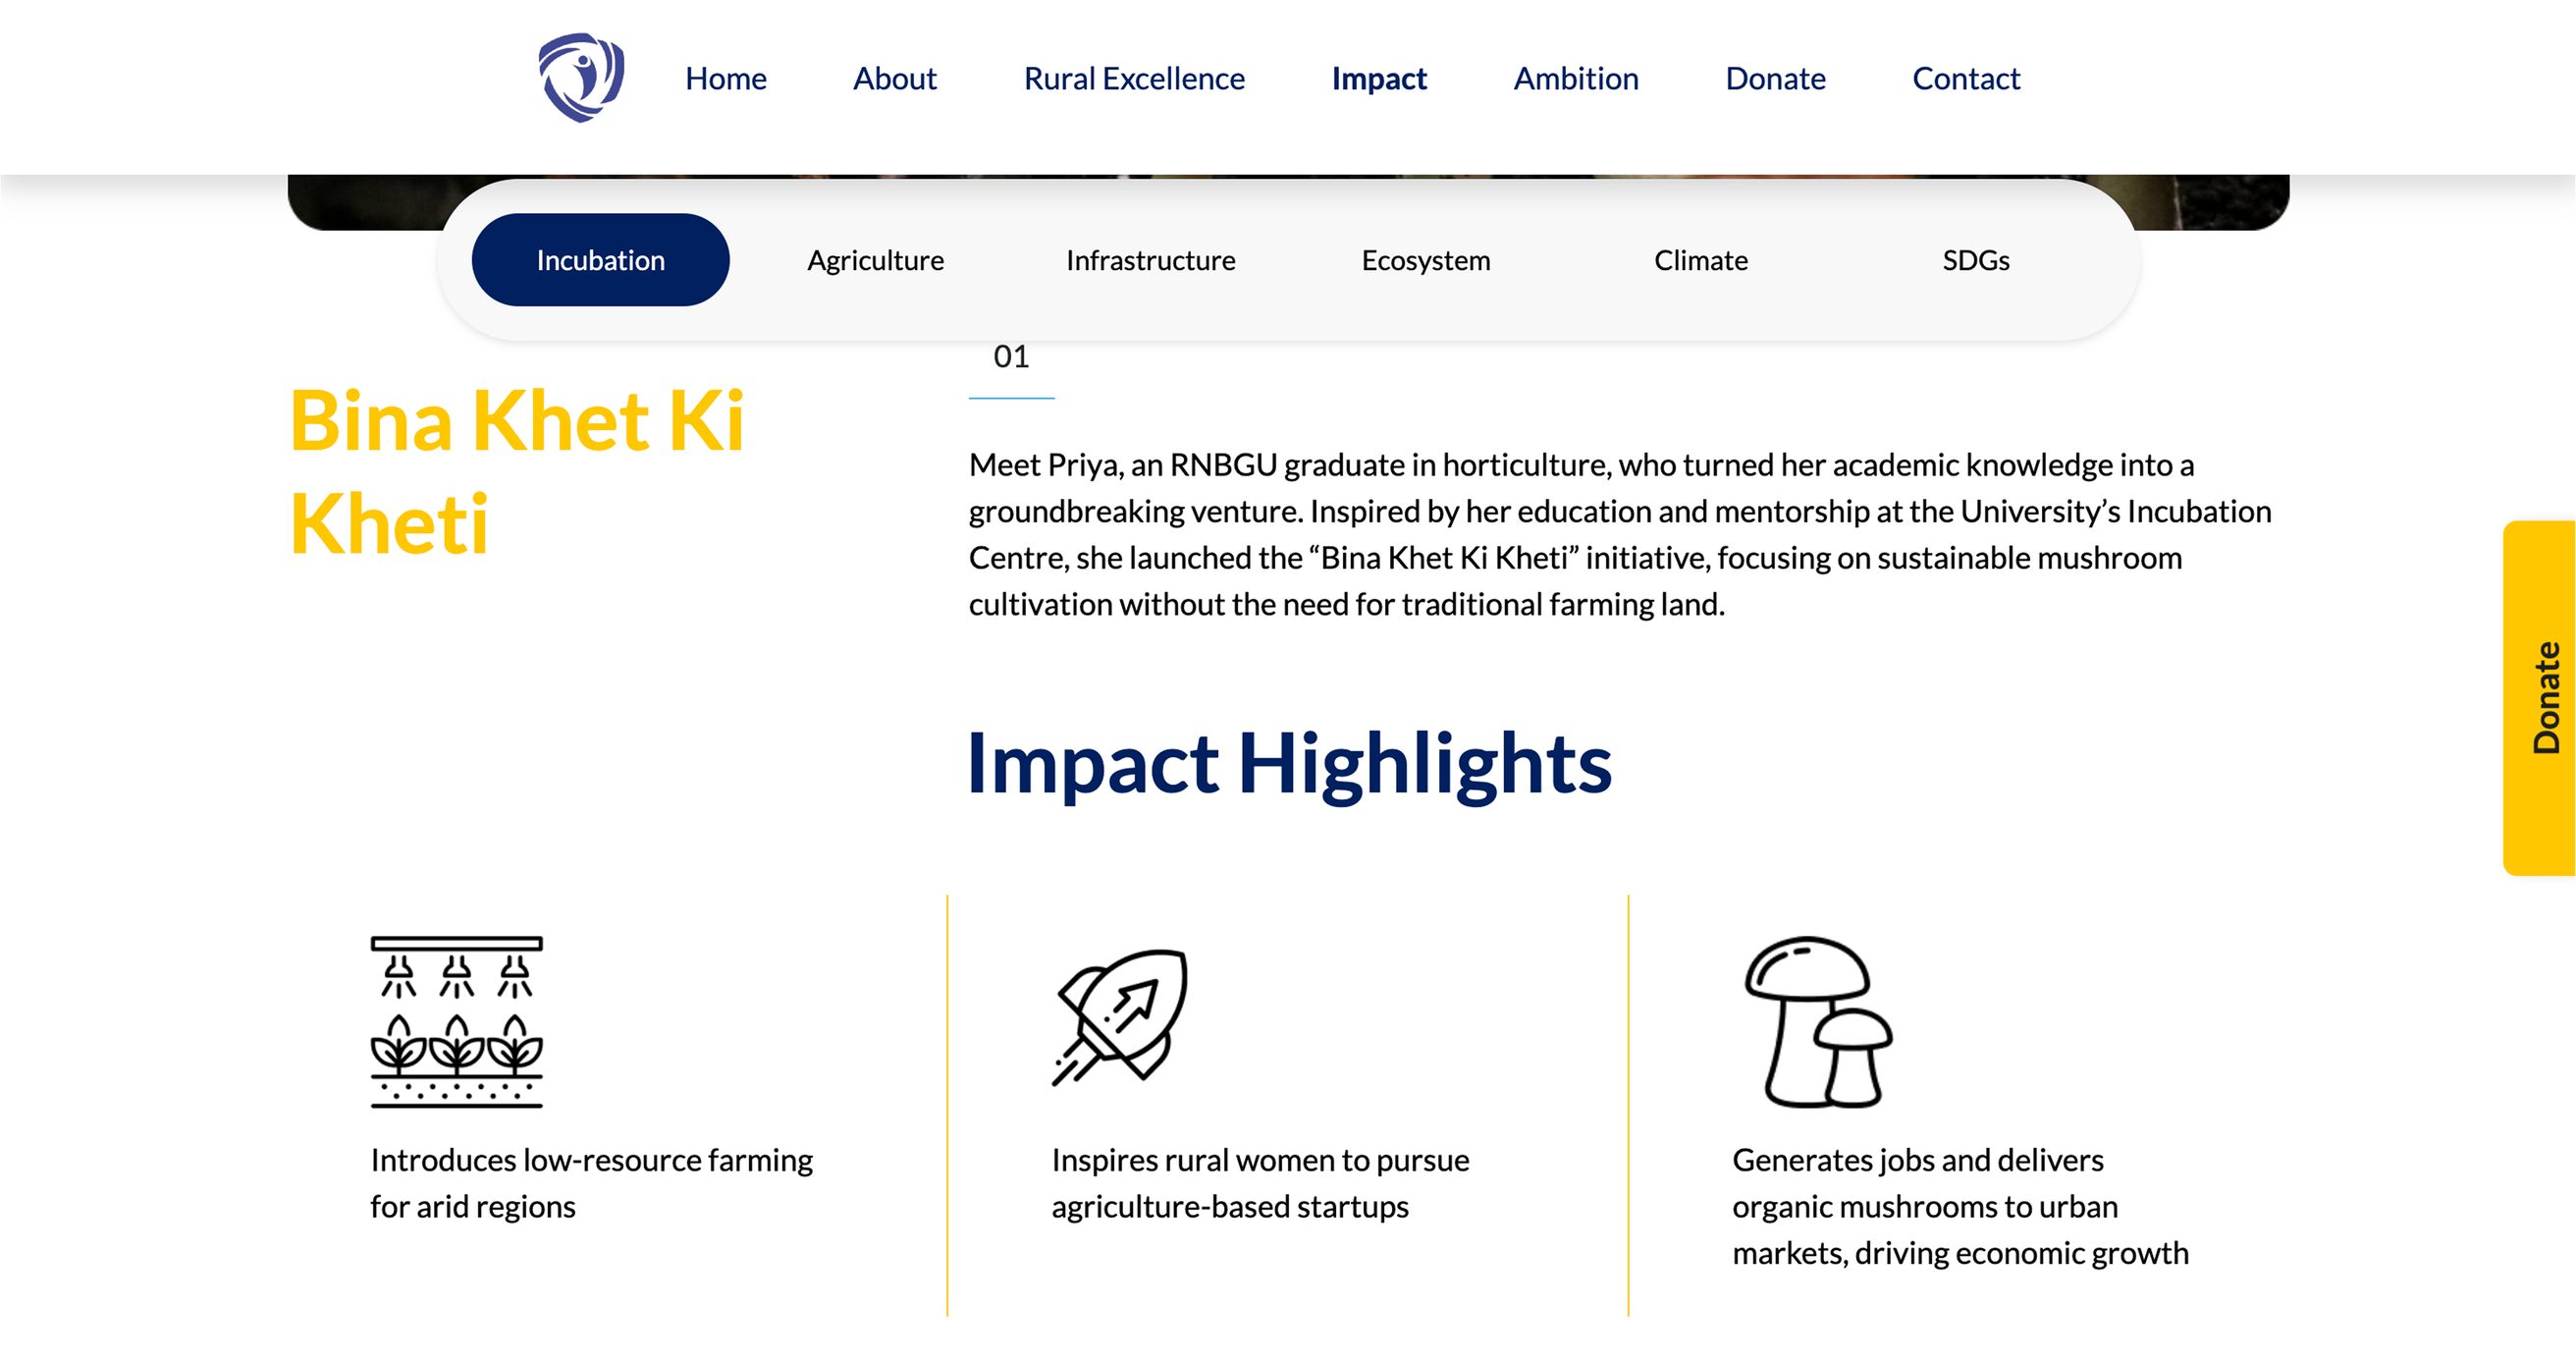 Home
About
Rural Excellence
Impact
Ambition
Donate
Contact
Incubation
Agriculture
Infrastructure
Ecosystem
Climate
SDGs
01
Bina Khet Ki
Kheti
Meet Priya, an RNBGU graduate in horticulture, who turned her academic knowledge into a
groundbreaking venture. Inspired by her education and mentorship at the University’s Incubation
Centre, she launched the “Bina Khet Ki Kheti” initiative, focusing on sustainable mushroom
cultivation without the need for traditional farming land.
Donate
Impact Highlights
Introduces low-resource farming
for arid regions
Inspires rural women to pursue
agriculture-based startups
Generates jobs and delivers
organic mushrooms to urban
markets, driving economic growth